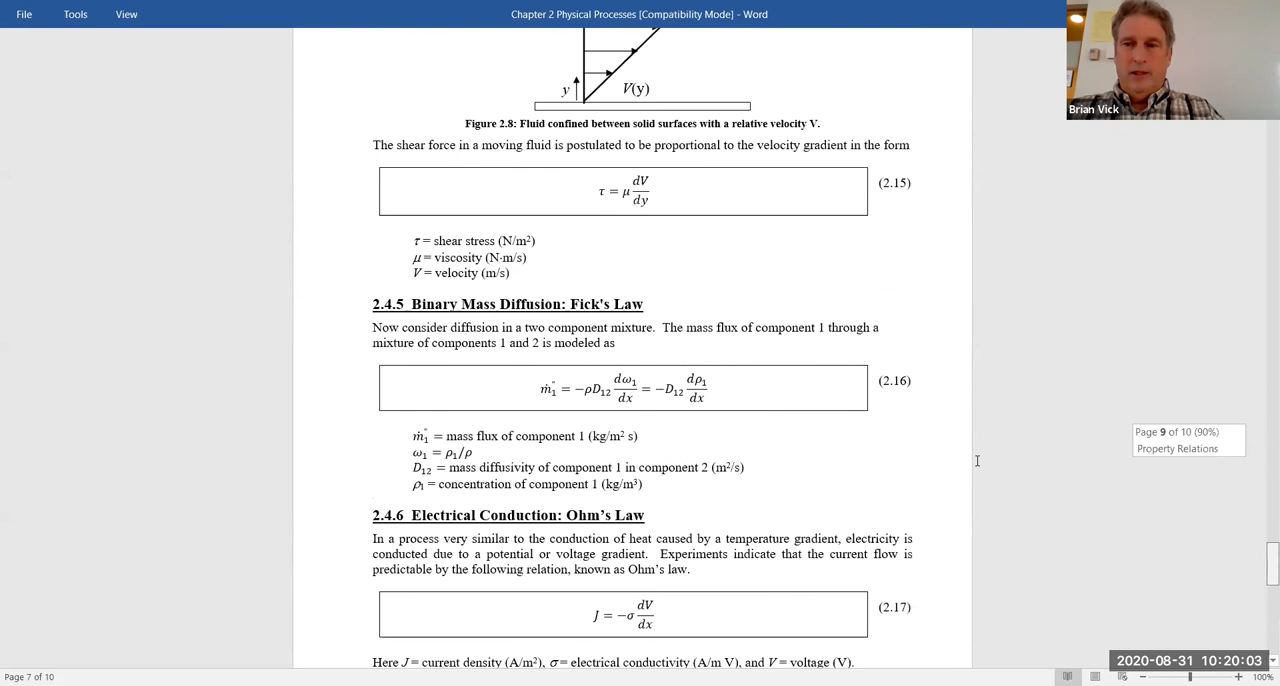 File Tools View Chapter 2 Physical Processes [Compatibility Mode] - Word
Brian Vick
y V(y)
Figure 2.8: Fluid confined between solid surfaces with a relative velocity V.
The shear force in a moving fluid is postulated to be proportional to the velocity gradient in the form
τ = μ dV/dy (2.15)
τ = shear stress (N/m²)
μ = viscosity (N·m/s)
V = velocity (m/s)
2.4.5 Binary Mass Diffusion: Fick's Law
Now consider diffusion in a two component mixture. The mass flux of component 1 through a
mixture of components 1 and 2 is modeled as
ṁ₁" = −ρD₁₂ dω₁/dx = −D₁₂ dρ₁/dx (2.16)
ṁ₁" = mass flux of component 1 (kg/m² s)
ω₁ = ρ₁/ρ
D₁₂ = mass diffusivity of component 1 in component 2 (m²/s)
ρ₁ = concentration of component 1 (kg/m³)
Page 9 of 10 (90%)
Property Relations
2.4.6 Electrical Conduction: Ohm's Law
In a process very similar to the conduction of heat caused by a temperature gradient, electricity is
conducted due to a potential or voltage gradient. Experiments indicate that the current flow is
predictable by the following relation, known as Ohm's law.
J = −σ dV/dx (2.17)
Here J = current density (A/m²), σ = electrical conductivity (A/m V), and V = voltage (V).
2020-08-31 10:20:03
Page 7 of 10 100%